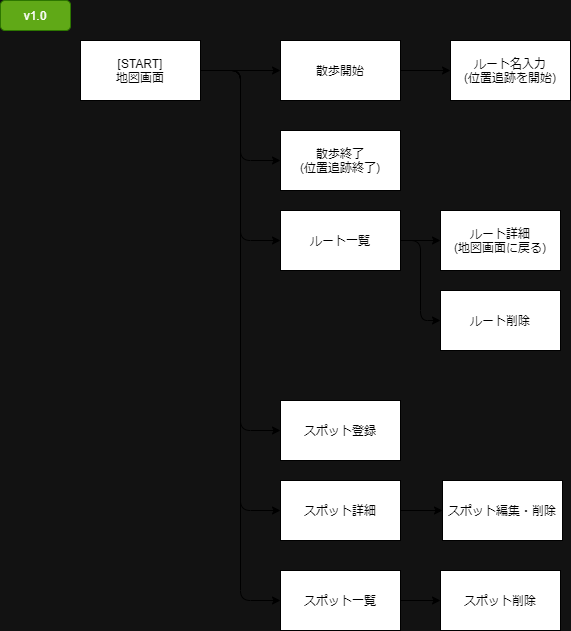 v1.0
[START]
地図画面
散歩開始
ルート名入力
(位置追跡を開始)
散歩終了
(位置追跡終了)
ルート一覧
ルート詳細
(地図画面に戻る)
ルート削除
スポット登録
スポット詳細
スポット編集・削除
スポット一覧
スポット削除